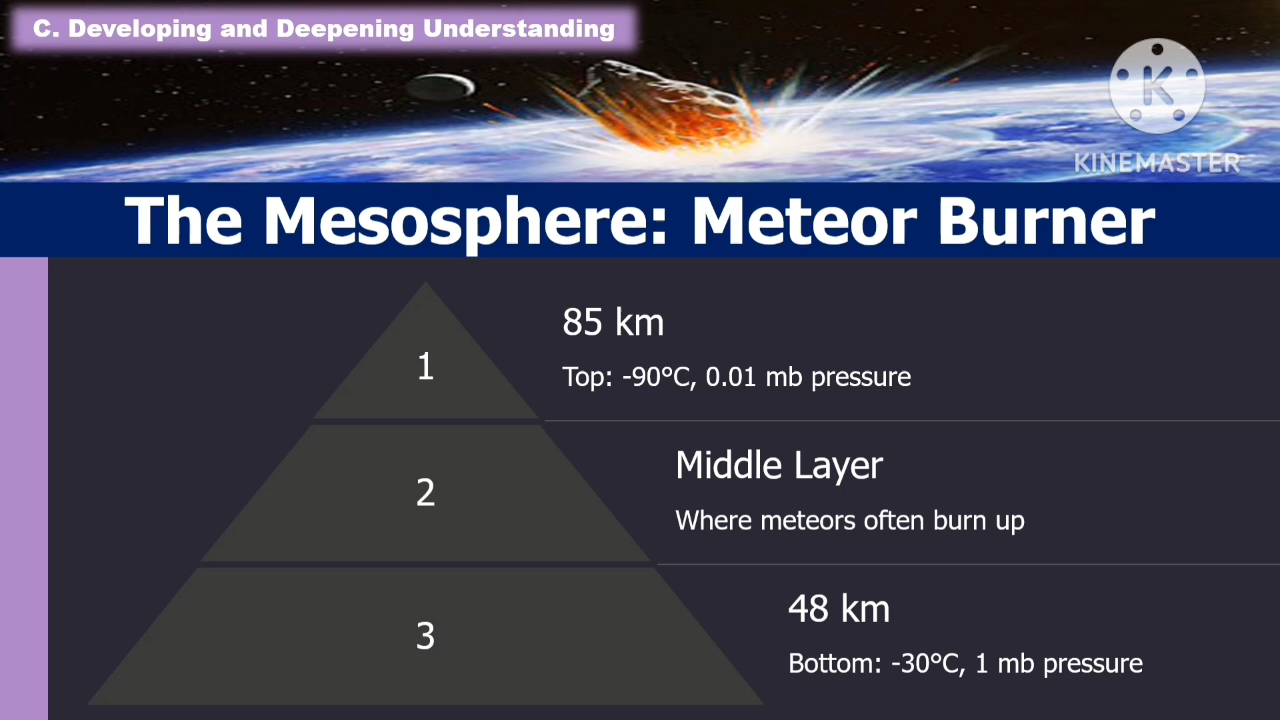 C. Developing and Deepening Understanding
K
KINEMASTER
The Mesosphere: Meteor Burner
1
85 km
Top: -90°C, 0.01 mb pressure
2
Middle Layer
Where meteors often burn up
3
48 km
Bottom: -30°C, 1 mb pressure